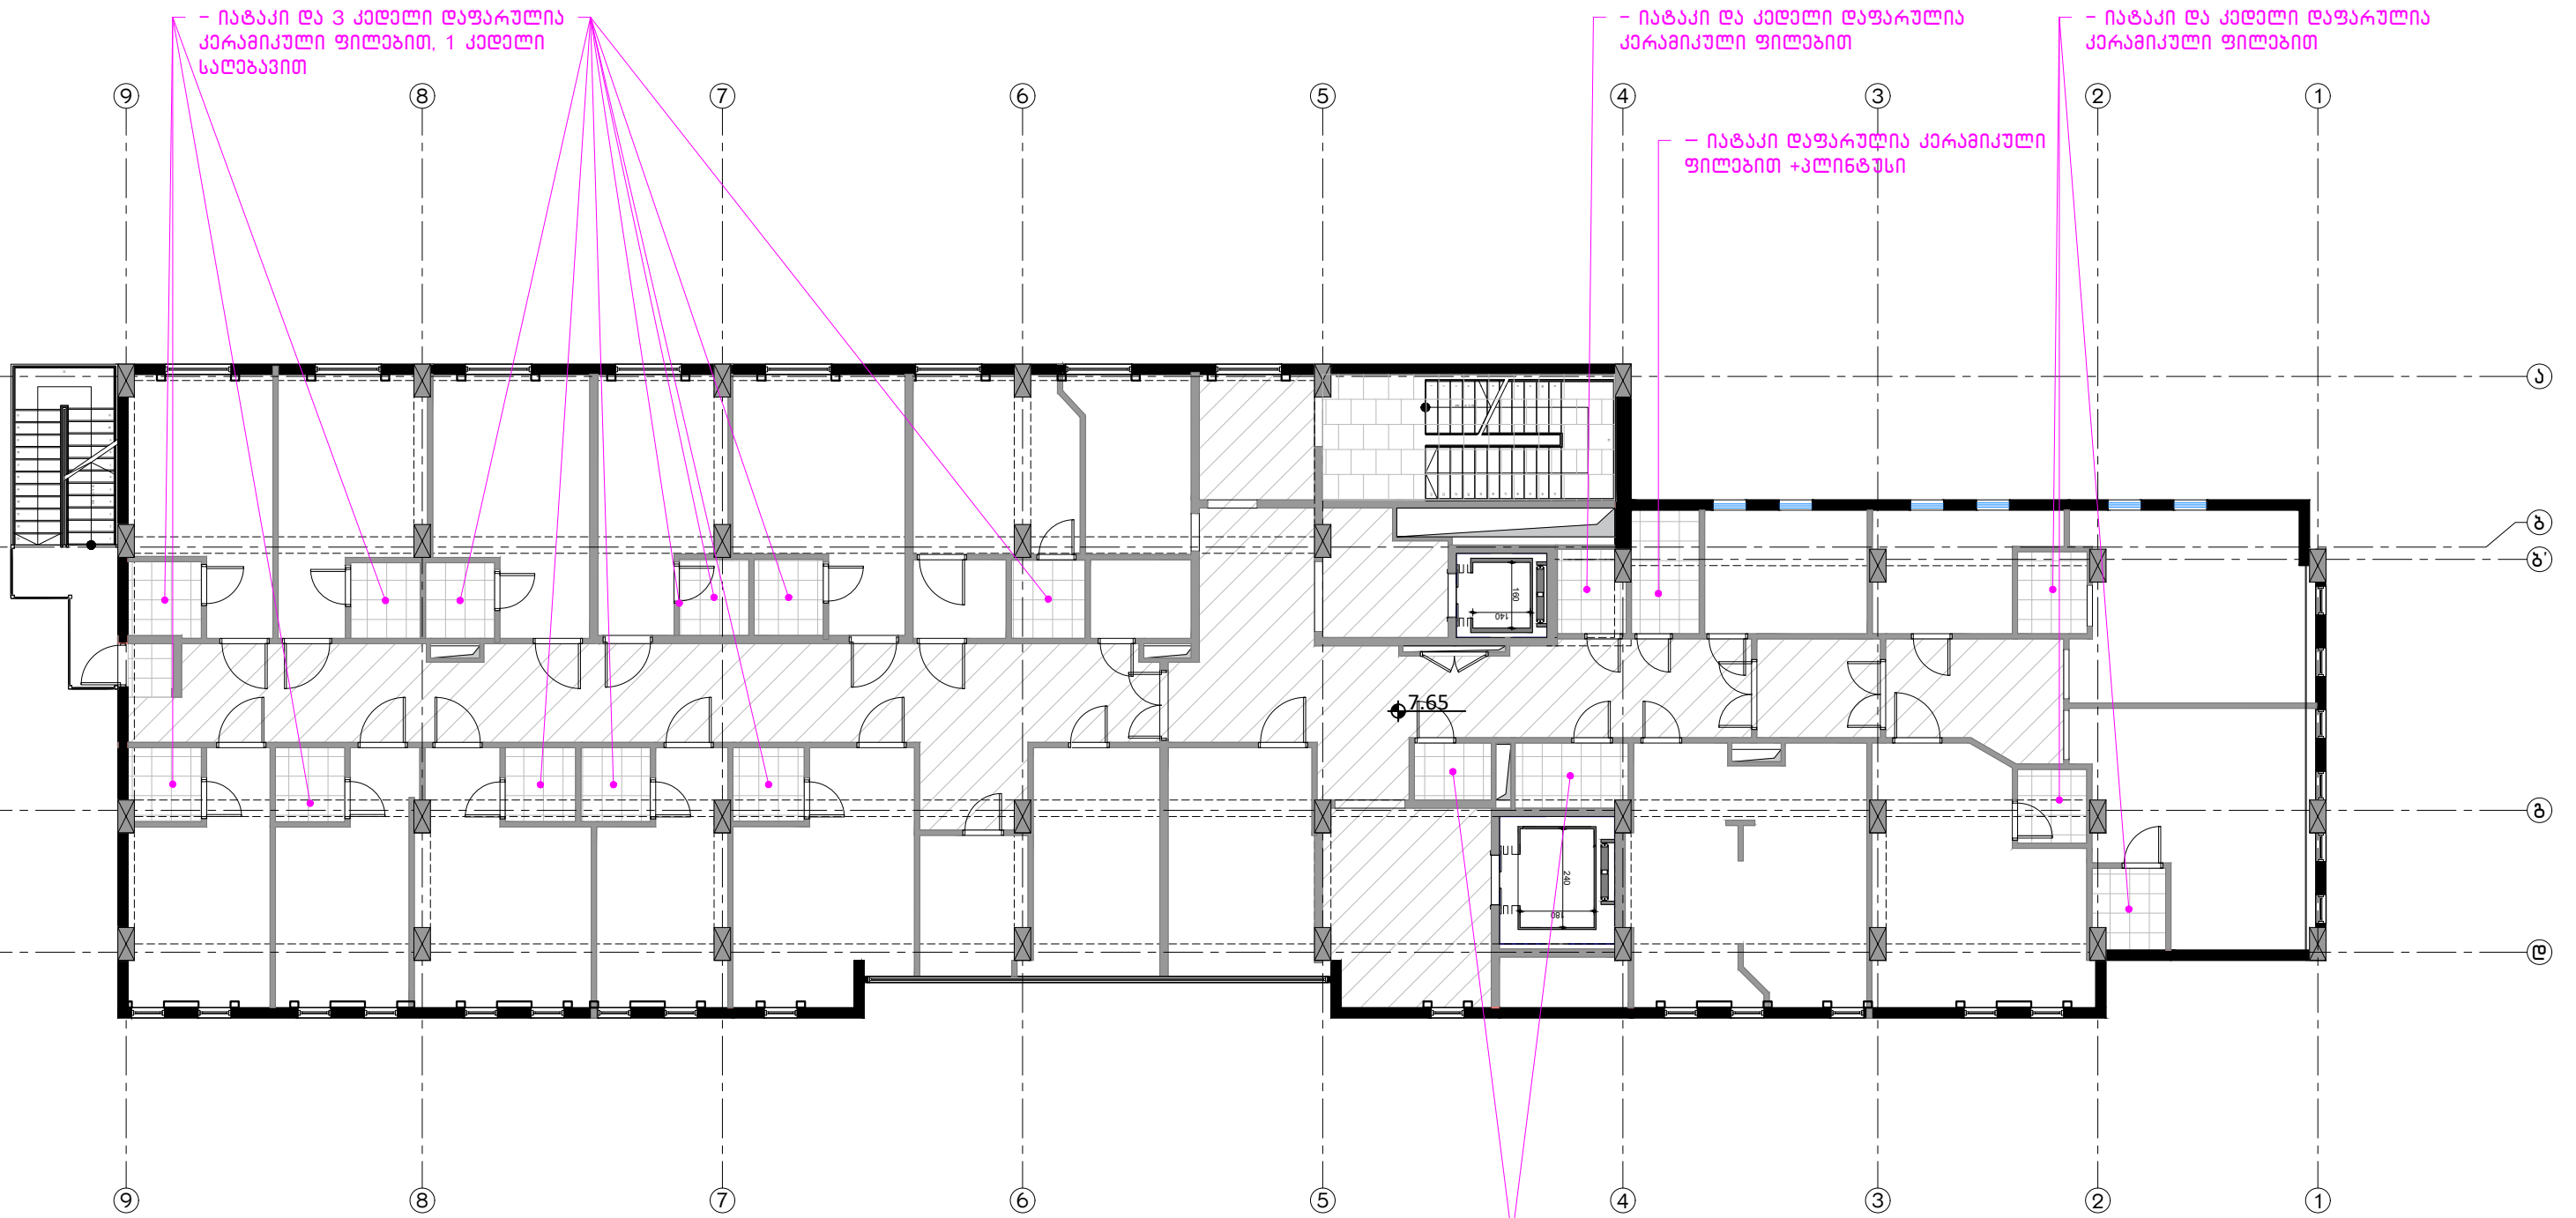 - იატაკი და 3 კედელი დაფარულია
კერამიკული ფილებით, 1 კედელი
საღებავით
- იატაკი და კედელი დაფარულია
კერამიკული ფილებით
- იატაკი და კედელი დაფარულია
კერამიკული ფილებით
9 8 7 6 5 4 3 2 1
- იატაკი დაფარულია კერამიკული
ფილებით +პლინტუსი
ა
ბ
ბ'
160
140
7.65
გ
240
180
დ
9 8 7 6 5 4 3 2 1